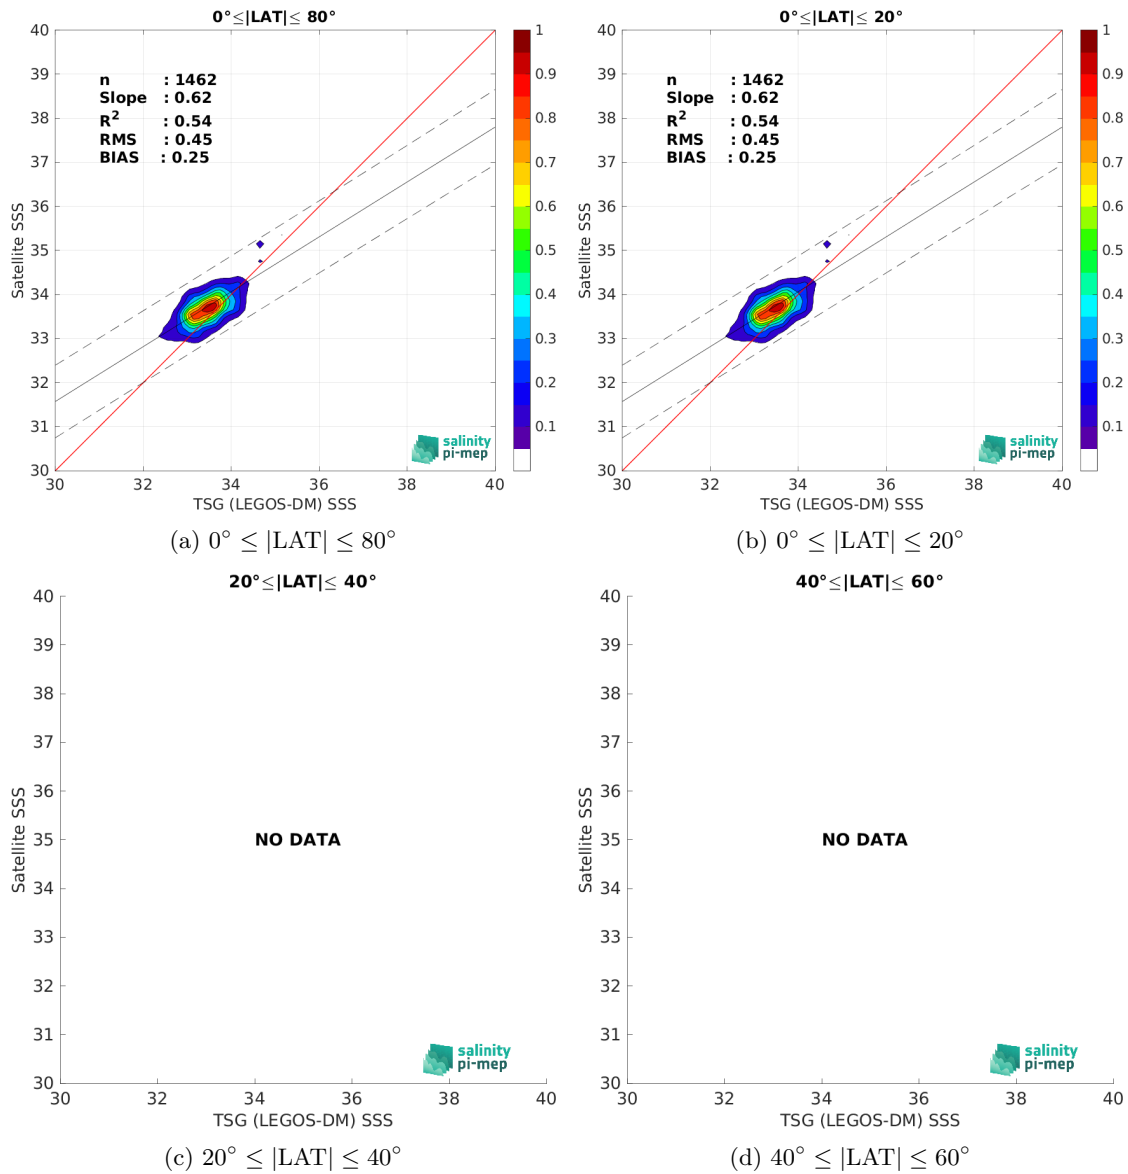 0°≤|LAT|≤ 80°
n : 1462
Slope : 0.62
R² : 0.54
RMS : 0.45
BIAS : 0.25
Satellite SSS
40
39
38
37
36
35
34
33
32
31
30
30 32 34 36 38 40
TSG (LEGOS-DM) SSS
1
0.9
0.8
0.7
0.6
0.5
0.4
0.3
0.2
0.1
salinity
pi-mep
(a) 0° ≤ |LAT| ≤ 80°
0°≤|LAT|≤ 20°
n : 1462
Slope : 0.62
R² : 0.54
RMS : 0.45
BIAS : 0.25
Satellite SSS
40
39
38
37
36
35
34
33
32
31
30
30 32 34 36 38 40
TSG (LEGOS-DM) SSS
1
0.9
0.8
0.7
0.6
0.5
0.4
0.3
0.2
0.1
salinity
pi-mep
(b) 0° ≤ |LAT| ≤ 20°
20°≤|LAT|≤ 40°
Satellite SSS
40
39
38
37
36
35
34
33
32
31
30
NO DATA
salinity
pi-mep
30 32 34 36 38 40
TSG (LEGOS-DM) SSS
(c) 20° ≤ |LAT| ≤ 40°
40°≤|LAT|≤ 60°
Satellite SSS
40
39
38
37
36
35
34
33
32
31
30
NO DATA
salinity
pi-mep
30 32 34 36 38 40
TSG (LEGOS-DM) SSS
(d) 40° ≤ |LAT| ≤ 60°